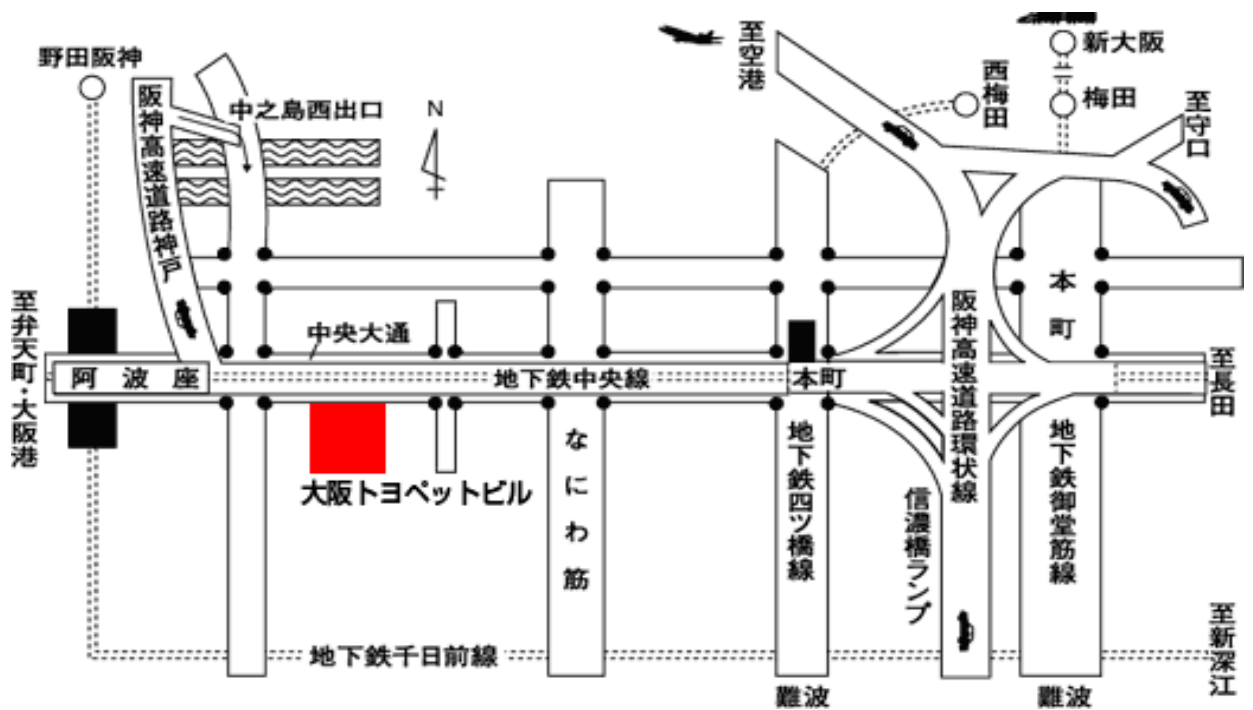 野田阪神
中之島西出口
阪神高速道路神戸
N
至空港
西梅田
新大阪
梅田
至守口
至弁天町・大阪港
阿波座
中央大通
地下鉄中央線
本町
阪神高速道路環状線
本町
至長田
大阪トヨペットビル
なにわ筋
地下鉄四ツ橋線
信濃橋ランプ
地下鉄御堂筋線
地下鉄千日前線
至新深江
難波
難波